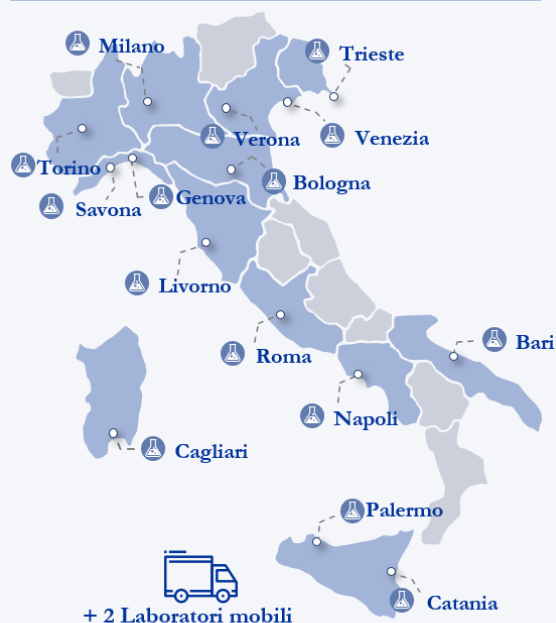 Milano
Trieste
Verona
Venezia
Torino
Bologna
Savona
Genova
Livorno
Roma
Bari
Napoli
Cagliari
Palermo
Catania
+ 2 Laboratori mobili